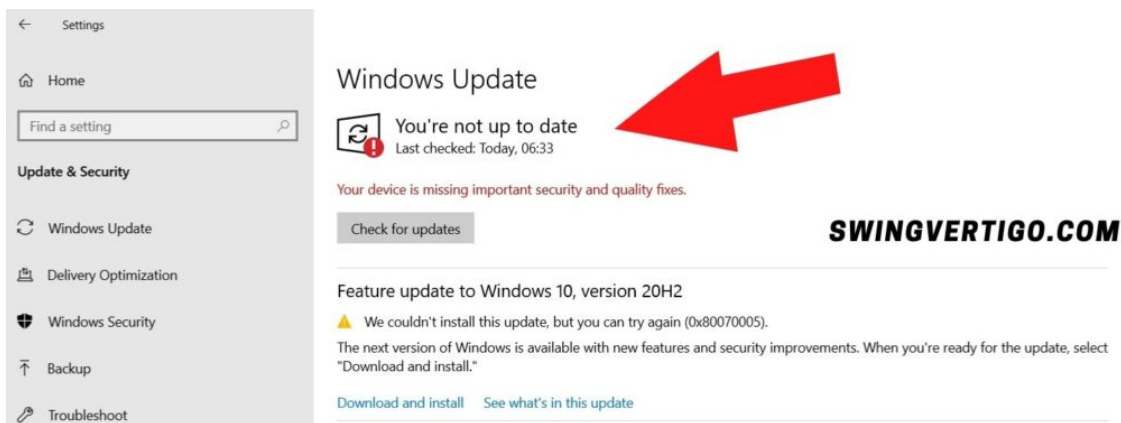 Settings
Home
Find a setting
Update & Security
Windows Update
Delivery Optimization
Windows Security
Backup
Troubleshoot
Windows Update
You're not up to date
Last checked: Today, 06:33
Your device is missing important security and quality fixes.
Check for updates
SWINGVERTIGO.COM
Feature update to Windows 10, version 20H2
We couldn't install this update, but you can try again (0x80070005).
The next version of Windows is available with new features and security improvements. When you're ready for the update, select
"Download and install."
Download and install See what's in this update